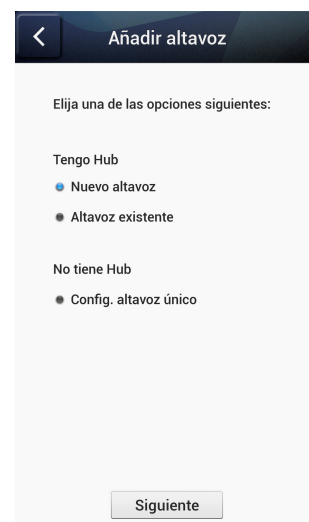 Añadir altavoz
Elija una de las opciones siguientes:
Tengo Hub
Nuevo altavoz
Altavoz existente
No tiene Hub
Config. altavoz único
Siguiente